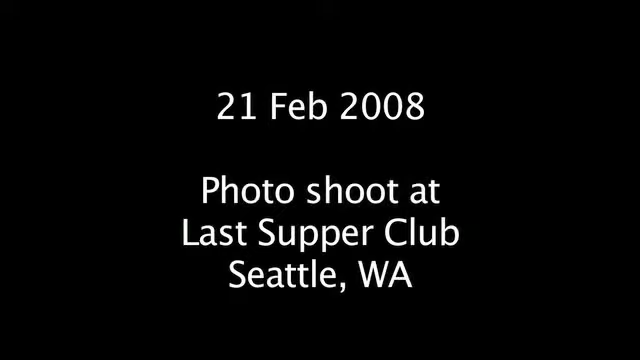 21 Feb 2008
Photo shoot at
Last Supper Club
Seattle, WA